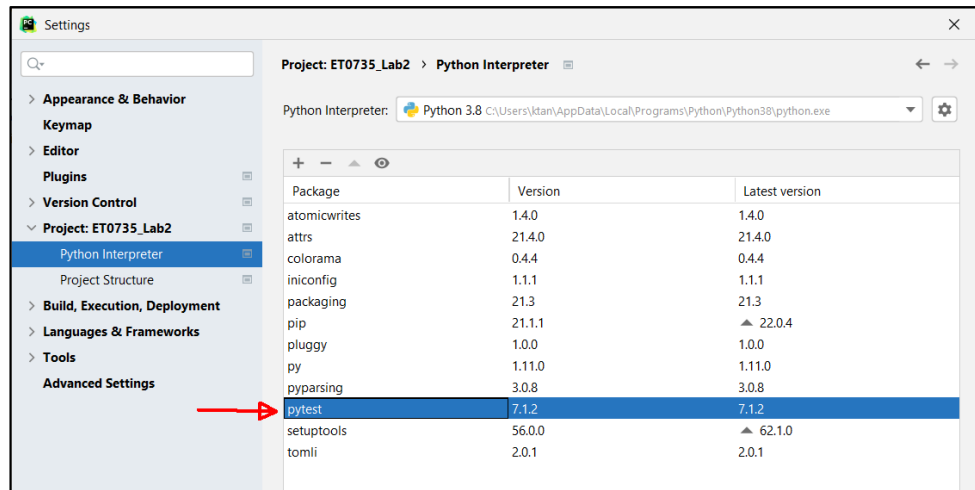 Settings
Project: ET0735_Lab2 > Python Interpreter
Appearance & Behavior
Keymap
Editor
Plugins
Version Control
Project: ET0735_Lab2
Python Interpreter
Project Structure
Build, Execution, Deployment
Languages & Frameworks
Tools
Advanced Settings
Python Interpreter: Python 3.8 C:\Users\ktan\AppData\Local\Programs\Python\Python38\python.exe
Package Version Latest version
atomicwrites 1.4.0 1.4.0
attrs 21.4.0 21.4.0
colorama 0.4.4 0.4.4
iniconfig 1.1.1 1.1.1
packaging 21.3 21.3
pip 21.1.1 22.0.4
pluggy 1.0.0 1.0.0
py 1.11.0 1.11.0
pyparsing 3.0.8 3.0.8
pytest 7.1.2 7.1.2
setuptools 56.0.0 62.1.0
tomli 2.0.1 2.0.1